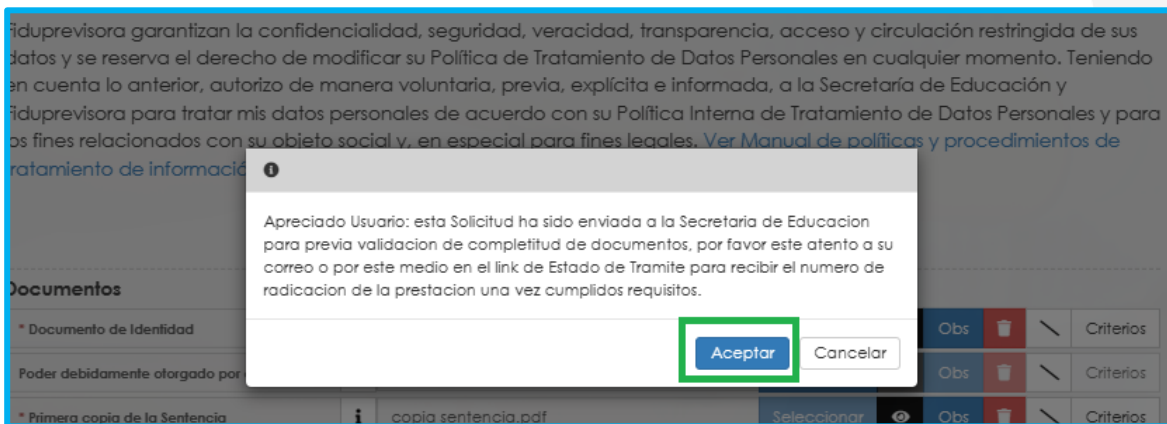 fiduprevisora garantizan la confidencialidad, seguridad, veracidad, transparencia, acceso y circulación restringida de sus
datos y se reserva el derecho de modificar su Política de Tratamiento de Datos Personales en cualquier momento. Teniendo
en cuenta lo anterior, autorizo de manera voluntaria, previa, explícita e informada, a la Secretaría de Educación y
fiduprevisora para tratar mis datos personales de acuerdo con su Política Interna de Tratamiento de Datos Personales y para
os fines relacionados con su objeto social y, en especial para fines legales. Ver Manual de políticas y procedimientos de
ratamiento de informació
Apreciado Usuario: esta Solicitud ha sido enviada a la Secretaria de Educacion
para previa validacion de completitud de documentos, por favor este atento a su
correo o por este medio en el link de Estado de Tramite para recibir el numero de
radicacion de la prestacion una vez cumplidos requisitos.
Aceptar Cancelar
Documentos
* Documento de Identidad Obs Criterios
Poder debidamente otorgado por Obs Criterios
* Primera copia de la Sentencia i copia sentencia.pdf Seleccionar Obs Criterios